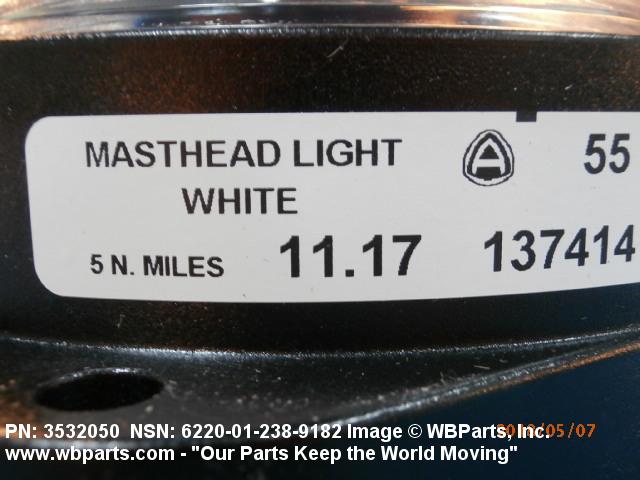 MASTHEAD LIGHT A 55
WHITE
5 N. MILES 11.17 137414
PN: 3532050 NSN: 6220-01-238-9182 Image © WBParts, Inc.
www.wbparts.com - "Our Parts Keep the World Moving"